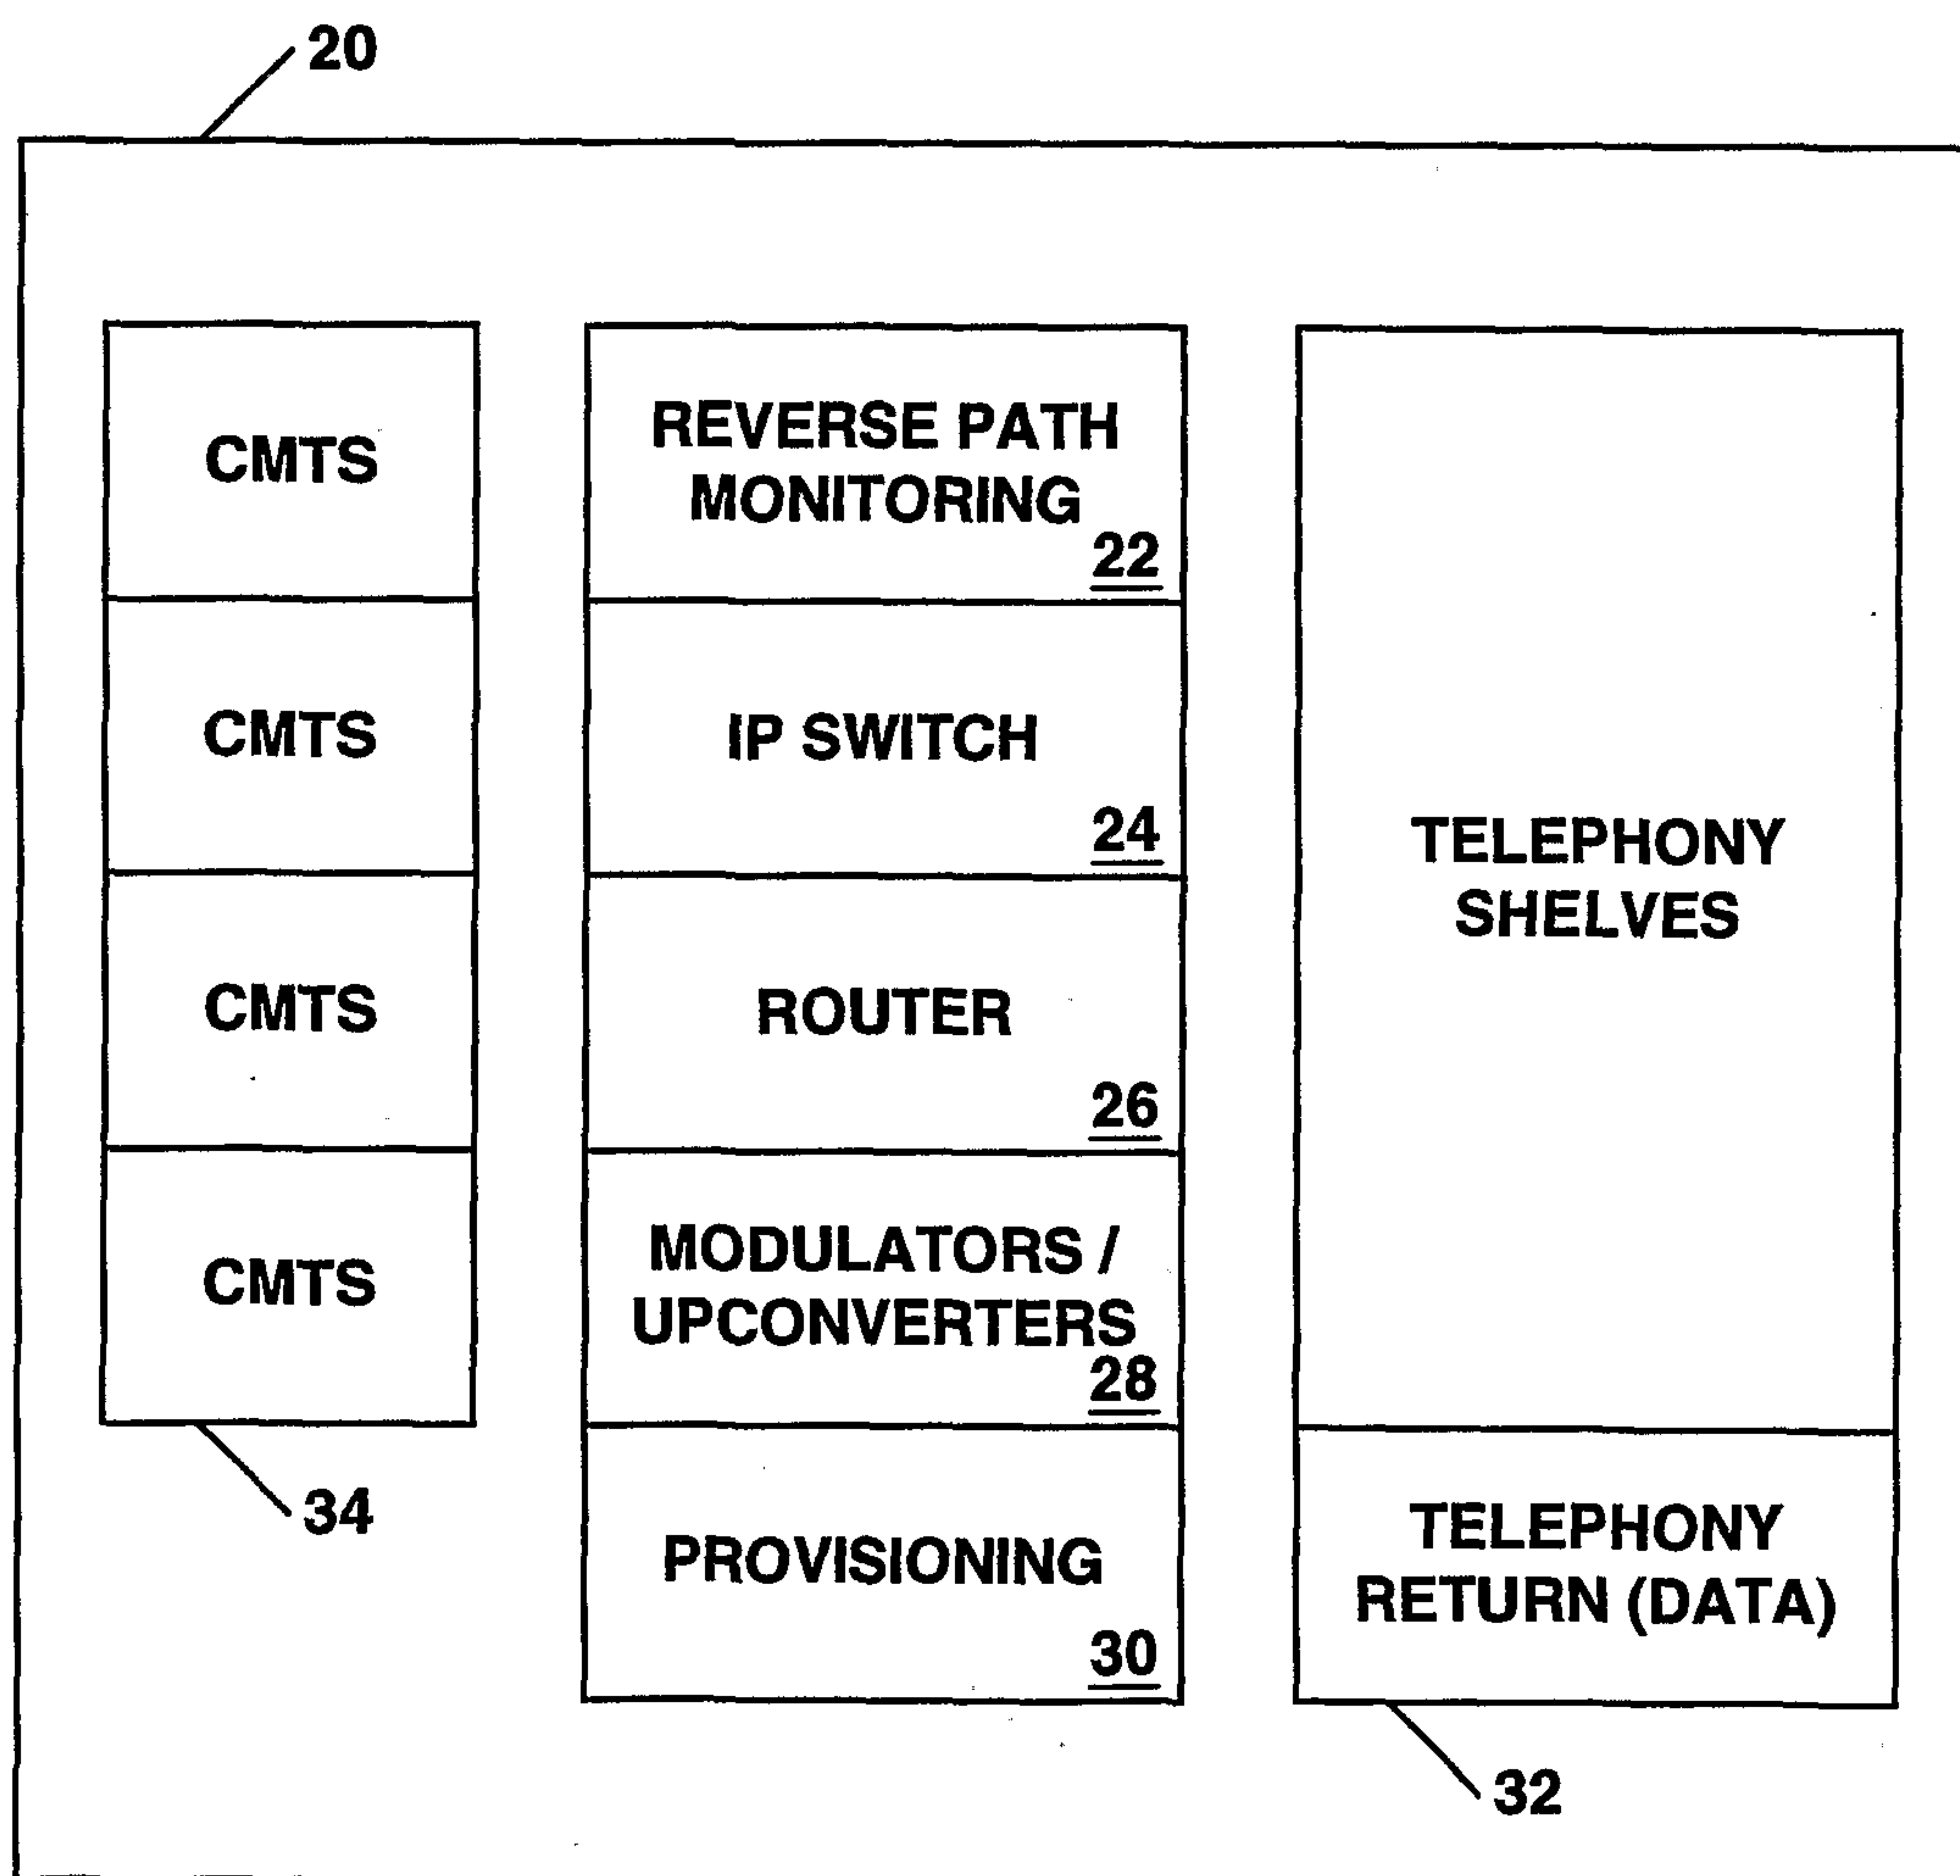 20
CMTS
CMTS
CMTS
CMTS
34
REVERSE PATH
MONITORING
22
IP SWITCH
24
ROUTER
26
MODULATORS /
UPCONVERTERS
28
PROVISIONING
30
TELEPHONY
SHELVES
TELEPHONY
RETURN (DATA)
32